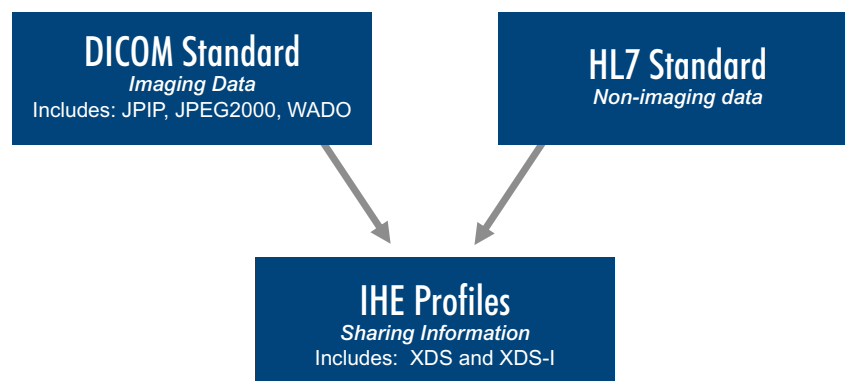 DICOM Standard
Imaging Data
Includes: JPIP, JPEG2000, WADO
HL7 Standard
Non-imaging data
IHE Profiles
Sharing Information
Includes: XDS and XDS-I